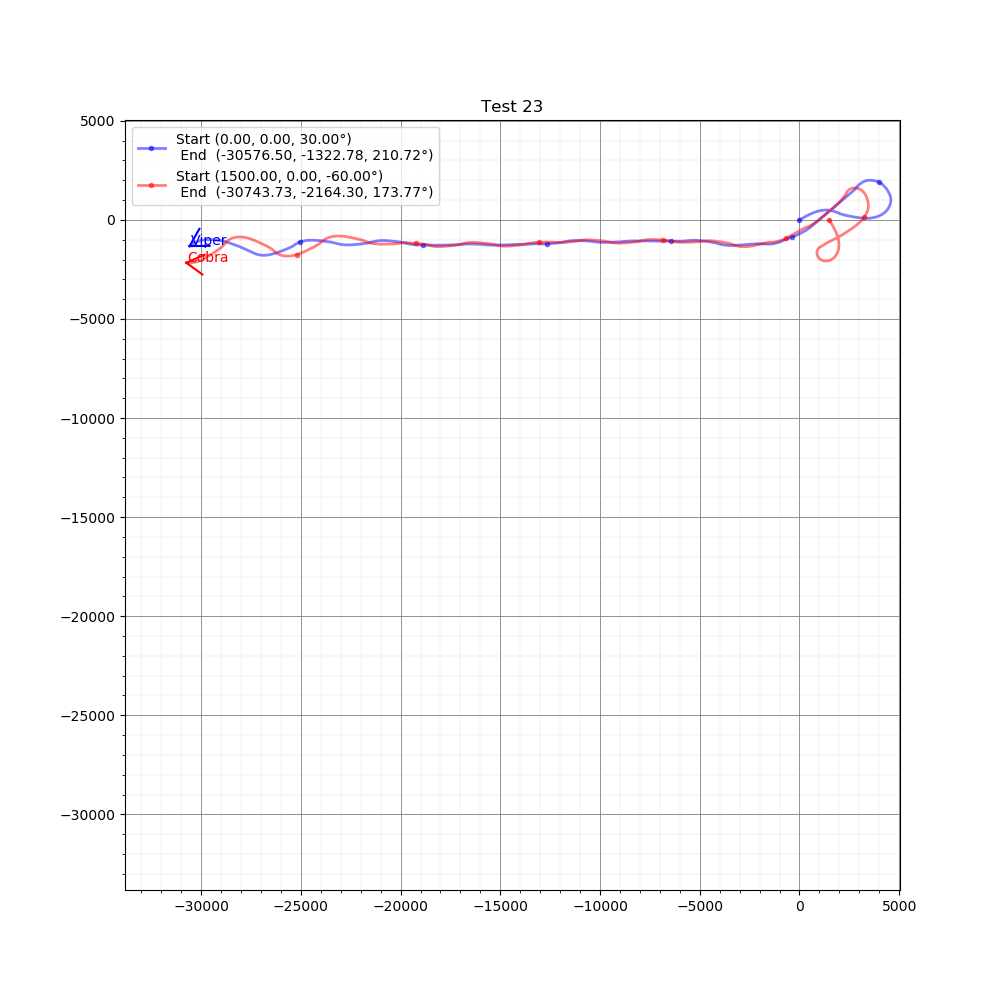 Test 23
Start (0.00, 0.00, 30.00°)
End (-30576.50, -1322.78, 210.72°)
Start (1500.00, 0.00, -60.00°)
End (-30743.73, -2164.30, 173.77°)
5000
0
−5000
−10000
−15000
−20000
−25000
−30000
Viper
Cobra
−30000 −25000 −20000 −15000 −10000 −5000 0 5000